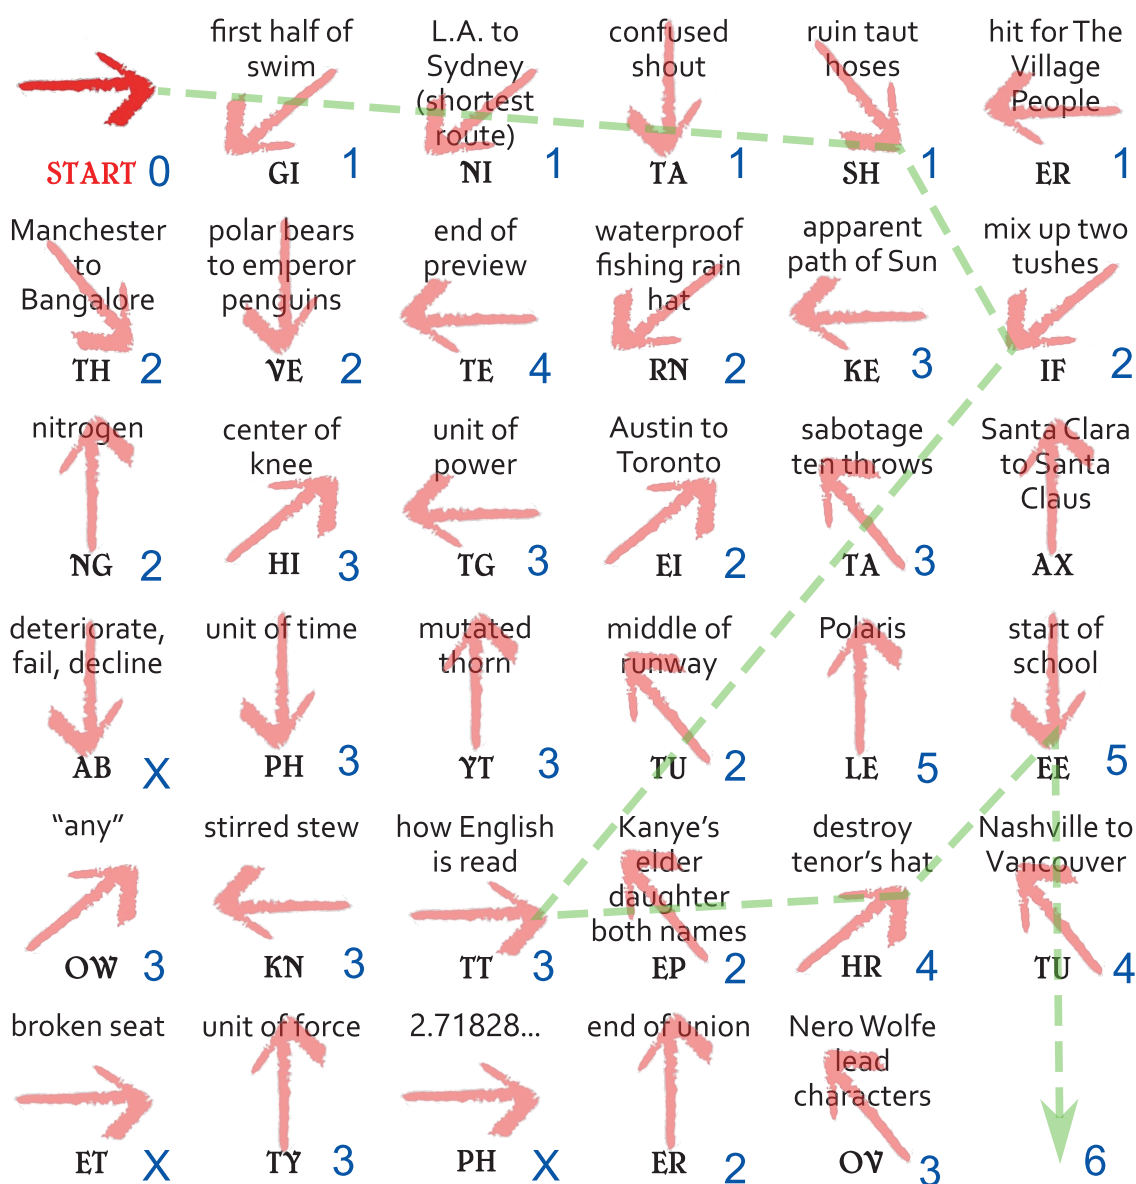 START 0
first half of
swim
GI 1
L.A. to
Sydney
(shortest
route)
NI 1
confused
shout
TA 1
ruin taut
hoses
SH 1
hit for The
Village
People
ER 1
Manchester
to
Bangalore
TH 2
polar bears
to emperor
penguins
VE 2
end of
preview
TE 4
waterproof
fishing rain
hat
RN 2
apparent
path of Sun
KE 3
mix up two
tushes
IF 2
nitrogen
NG 2
center of
knee
HI 3
unit of
power
TG 3
Austin to
Toronto
EI 2
sabotage
ten throws
TA 3
Santa Clara
to Santa
Claus
AX
deteriorate,
fail, decline
AB X
unit of time
PH 3
mutated
thorn
YT 3
middle of
runway
TU 2
Polaris
LE 5
start of
school
EE 5
“any”
OW 3
stirred stew
KN 3
how English
is read
TT 3
Kanye’s
elder
daughter
both names
EP 2
destroy
tenor’s hat
HR 4
Nashville to
Vancouver
TU 4
broken seat
ET X
unit of force
TY 3
2.71828...
PH X
end of union
ER 2
Nero Wolfe
lead
characters
OV 3
6